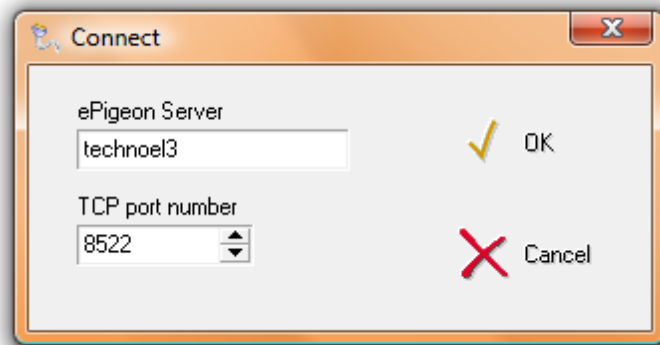 Connect
ePigeon Server
technoel3
OK
TCP port number
8522
Cancel